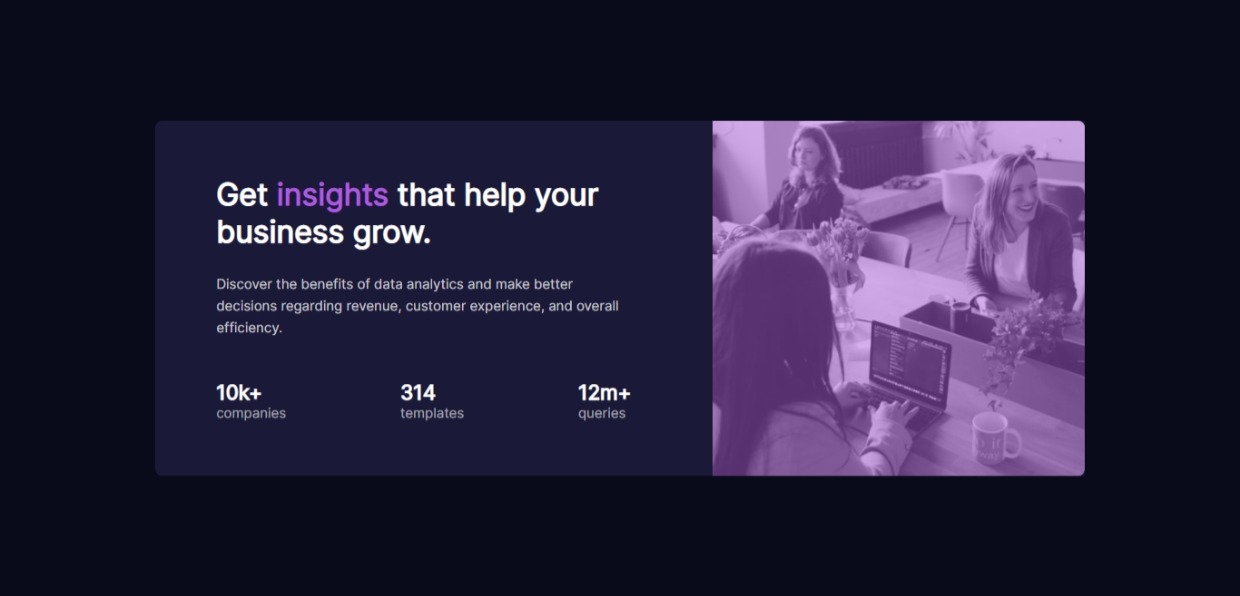 Get insights that help your
business grow.
Discover the benefits of data analytics and make better
decisions regarding revenue, customer experience, and overall
efficiency.
10k+ 314 12m+
companies templates queries